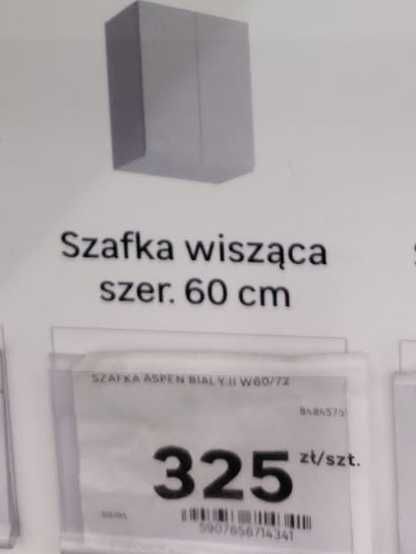 Szafka wisząca
szer. 60 cm
SZAFKA ASPEN BIAŁY II W60/72
325 zł/szt.
5907656714341